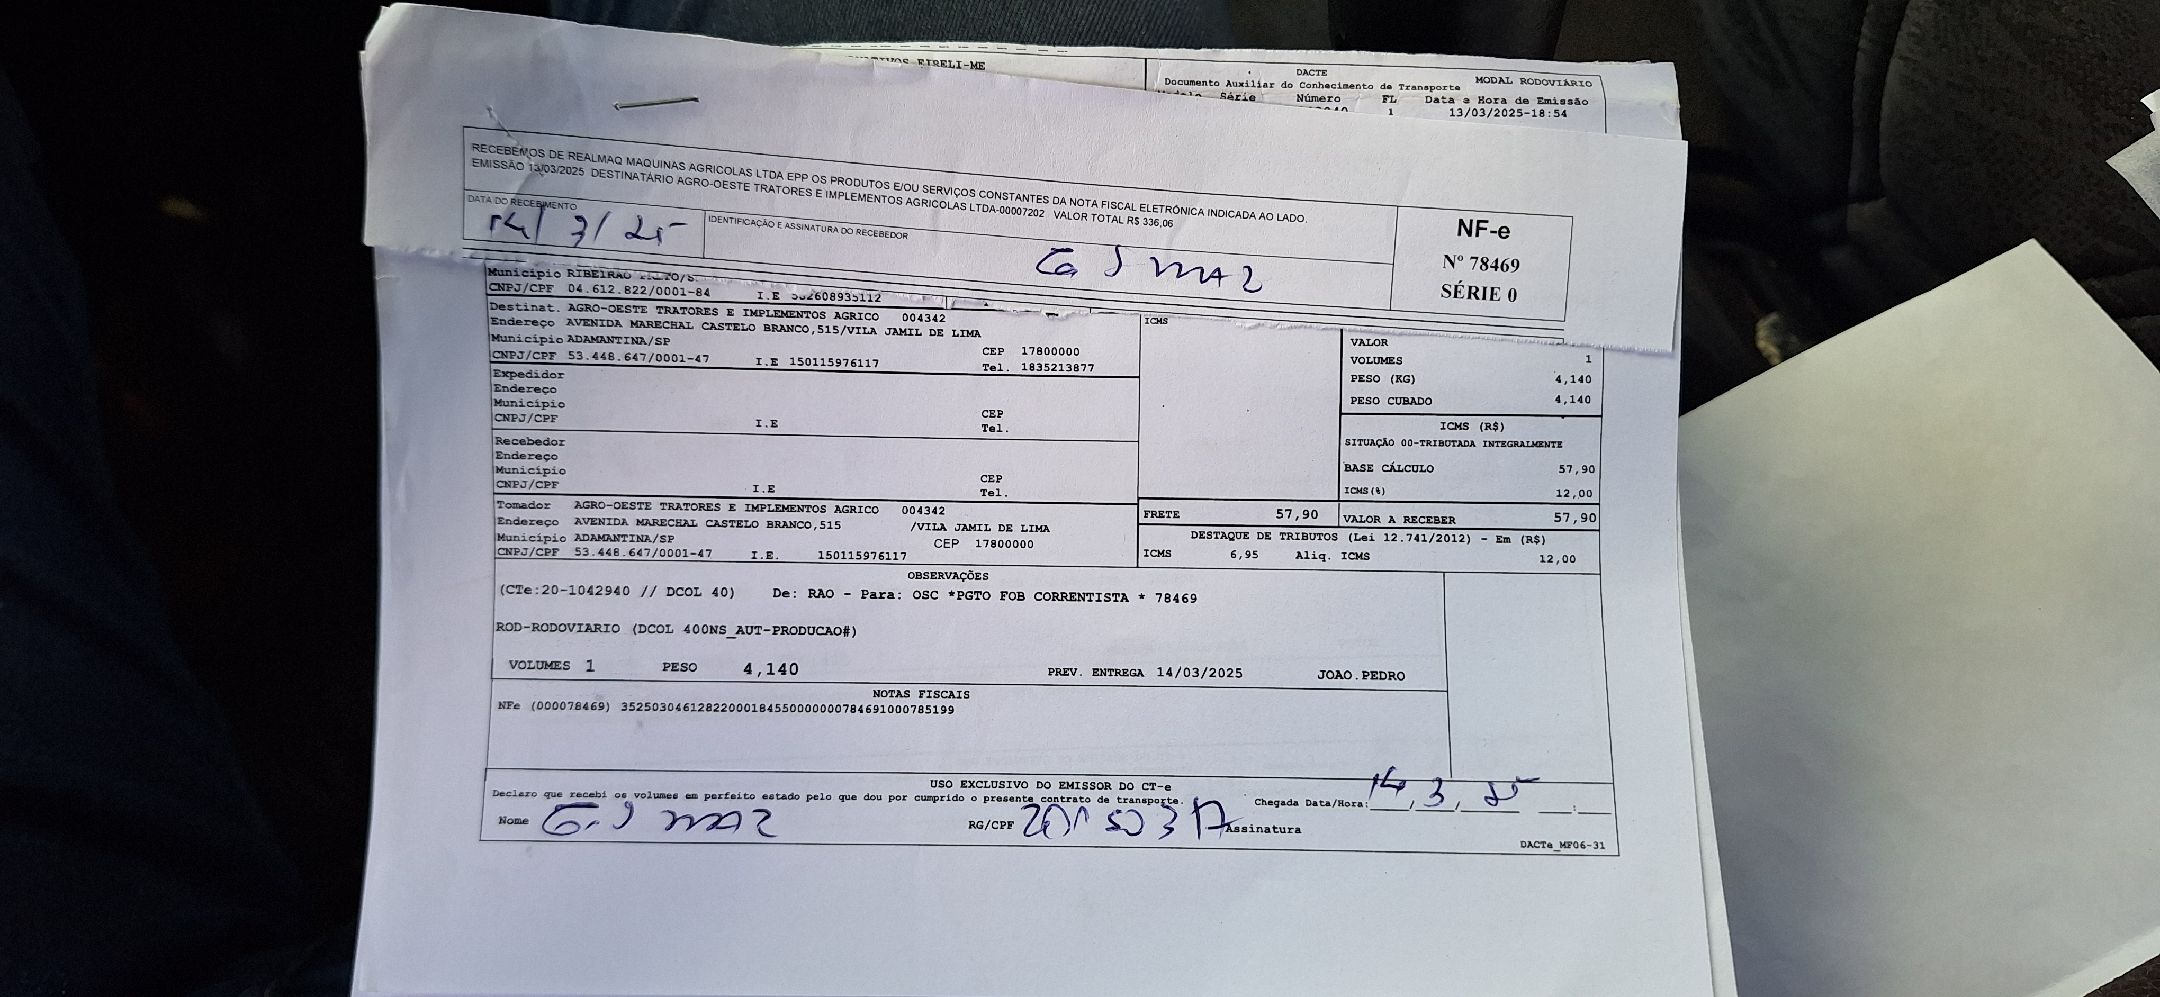 EIRELI-ME
DACTE
MODAL RODOVIÁRIO
Documento Auxiliar do Conhecimento de Transporte
Série Número FL Data e Hora de Emissão
1 13/03/2025-18:54
RECEBEMOS DE REALMAQ MAQUINAS AGRICOLAS LTDA EPP OS PRODUTOS E/OU SERVIÇOS CONSTANTES DA NOTA FISCAL ELETRÔNICA INDICADA AO LADO.
EMISSÃO 13/03/2025 DESTINATÁRIO AGRO-OESTE TRATORES E IMPLEMENTOS AGRICOLAS LTDA-00007202 VALOR TOTAL R$ 336,06
DATA DO RECEBIMENTO
14/3/25
IDENTIFICAÇÃO E ASSINATURA DO RECEBEDOR
NF-e
Nº 78469
SÉRIE 0
Município RIBEIRAO
CNPJ/CPF 04.612.822/0001-84 I.E 582608935112
Destinat. AGRO-OESTE TRATORES E IMPLEMENTOS AGRICO 004342
Endereço AVENIDA MARECHAL CASTELO BRANCO,515/VILA JAMIL DE LIMA
Município ADAMANTINA/SP CEP 17800000
CNPJ/CPF 53.448.647/0001-47 I.E 150115976117 Tel. 1835213877
Expedidor
Endereço
Município CEP
CNPJ/CPF I.E Tel.
Recebedor
Endereço
Município CEP
CNPJ/CPF I.E Tel.
Tomador AGRO-OESTE TRATORES E IMPLEMENTOS AGRICO 004342
Endereço AVENIDA MARECHAL CASTELO BRANCO,515 /VILA JAMIL DE LIMA
Município ADAMANTINA/SP CEP 17800000
CNPJ/CPF 53.448.647/0001-47 I.E. 150115976117
ICMS
VALOR
VOLUMES 1
PESO (KG) 4,140
PESO CUBADO 4,140
ICMS (R$)
SITUAÇÃO 00-TRIBUTADA INTEGRALMENTE
BASE CÁLCULO 57,90
ICMS(%) 12,00
FRETE 57,90 VALOR A RECEBER 57,90
DESTAQUE DE TRIBUTOS (Lei 12.741/2012) - Em (R$)
ICMS 6,95 Aliq. ICMS 12,00
OBSERVAÇÕES
(CTe:20-1042940 // DCOL 40) De: RAO - Para: OSC *PGTO FOB CORRENTISTA * 78469
ROD-RODOVIARIO (DCOL 400NS_AUT-PRODUCAO#)
VOLUMES 1 PESO 4,140 PREV. ENTREGA 14/03/2025 JOAO.PEDRO
NOTAS FISCAIS
NFe (000078469) 35250304612822000184550000000784691000785199
USO EXCLUSIVO DO EMISSOR DO CT-e
Declaro que recebi os volumes em perfeito estado pelo que dou por cumprido o presente contrato de transporte.
Chegada Data/Hora: 14, 3, 25 :
Nome RG/CPF Assinatura
DACTe_MF06-31